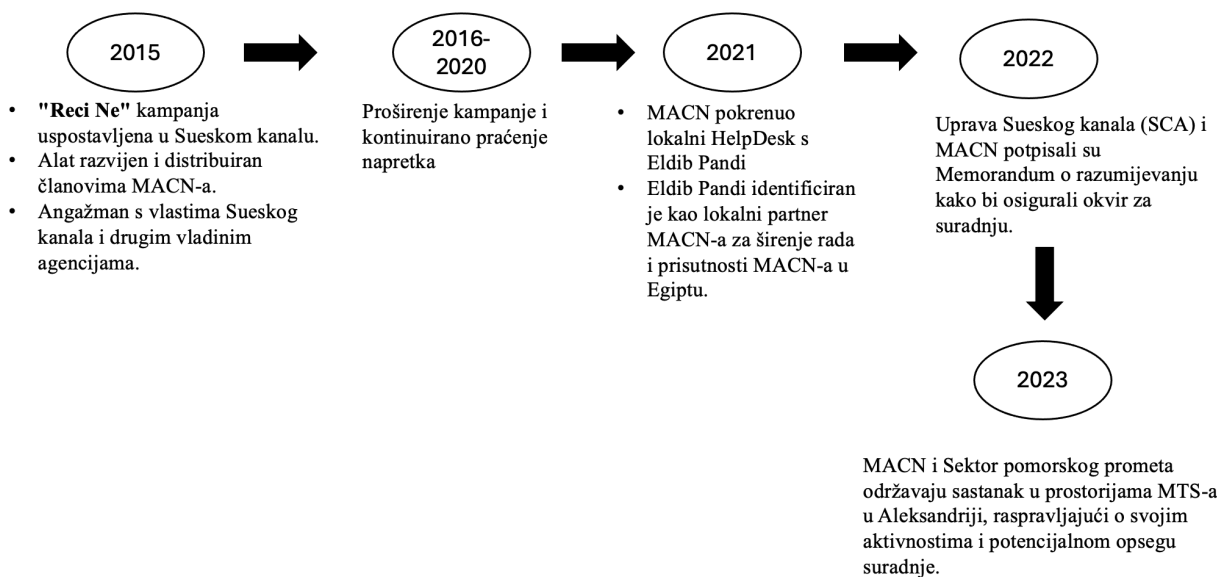 2015
• "Reci Ne" kampanja
uspostavljena u Sueskom kanalu.
• Alat razvijen i distribuiran
članovima MACN-a.
• Angažman s vlastima Sueskog
kanala i drugim vladinim
agencijama.
2016-
2020
Proširenje kampanje i
kontinuirano praćenje
napretka
2021
• MACN pokrenuo
lokalni HelpDesk s
Eldib Pandi
• Eldib Pandi identificiran
je kao lokalni partner
MACN-a za širenje rada
i prisutnosti MACN-a u
Egiptu.
2022
Uprava Sueskog kanala (SCA) i
MACN potpisali su
Memorandum o razumijevanju
kako bi osigurali okvir za
suradnju.
2023
MACN i Sektor pomorskog prometa
održavaju sastanak u prostorijama MTS-a
u Aleksandriji, raspravljajući o svojim
aktivnostima i potencijalnom opsegu
suradnje.